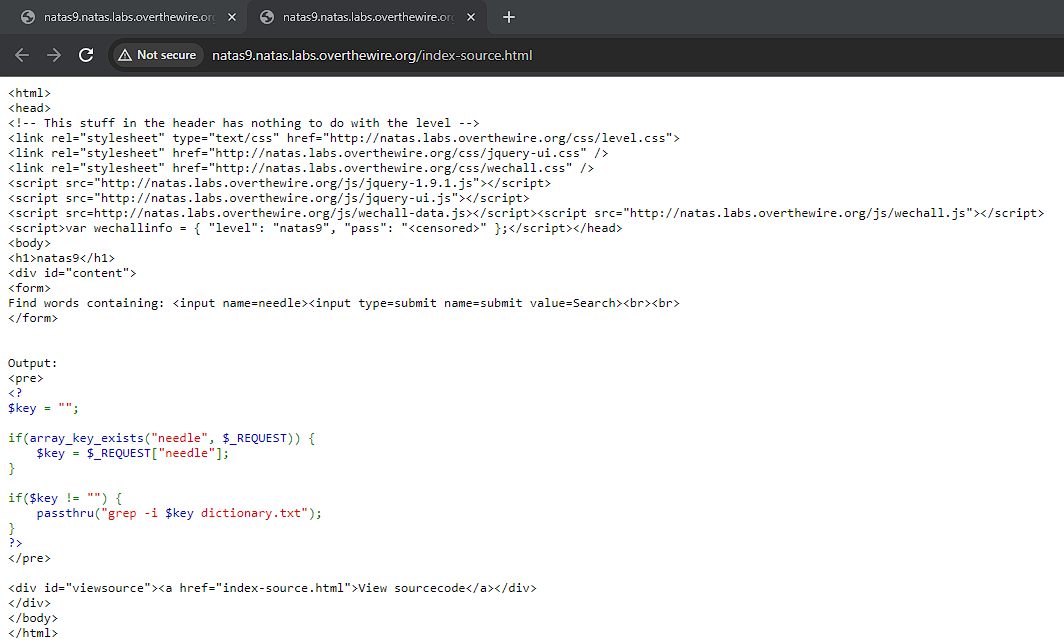 natas9.natas.labs.overthewire.or
natas9.natas.labs.overthewire.or
Not secure
natas9.natas.labs.overthewire.org/index-source.html
<html>
<head>
<!-- This stuff in the header has nothing to do with the level -->
<link rel="stylesheet" type="text/css" href="http://natas.labs.overthewire.org/css/level.css">
<link rel="stylesheet" href="http://natas.labs.overthewire.org/css/jquery-ui.css" />
<link rel="stylesheet" href="http://natas.labs.overthewire.org/css/wechall.css" />
<script src="http://natas.labs.overthewire.org/js/jquery-1.9.1.js"></script>
<script src="http://natas.labs.overthewire.org/js/jquery-ui.js"></script>
<script src=http://natas.labs.overthewire.org/js/wechall-data.js></script><script src="http://natas.labs.overthewire.org/js/wechall.js"></script>
<script>var wechallinfo = { "level": "natas9", "pass": "<censored>" };</script></head>
<body>
<h1>natas9</h1>
<div id="content">
<form>
Find words containing: <input name=needle><input type=submit name=submit value=Search><br><br>
</form>
Output:
<pre>
<?
$key = "";
if(array_key_exists("needle", $_REQUEST)) {
$key = $_REQUEST["needle"];
}
if($key != "") {
passthru("grep -i $key dictionary.txt");
}
?>
</pre>
<div id="viewsource"><a href="index-source.html">View sourcecode</a></div>
</div>
</body>
</html>